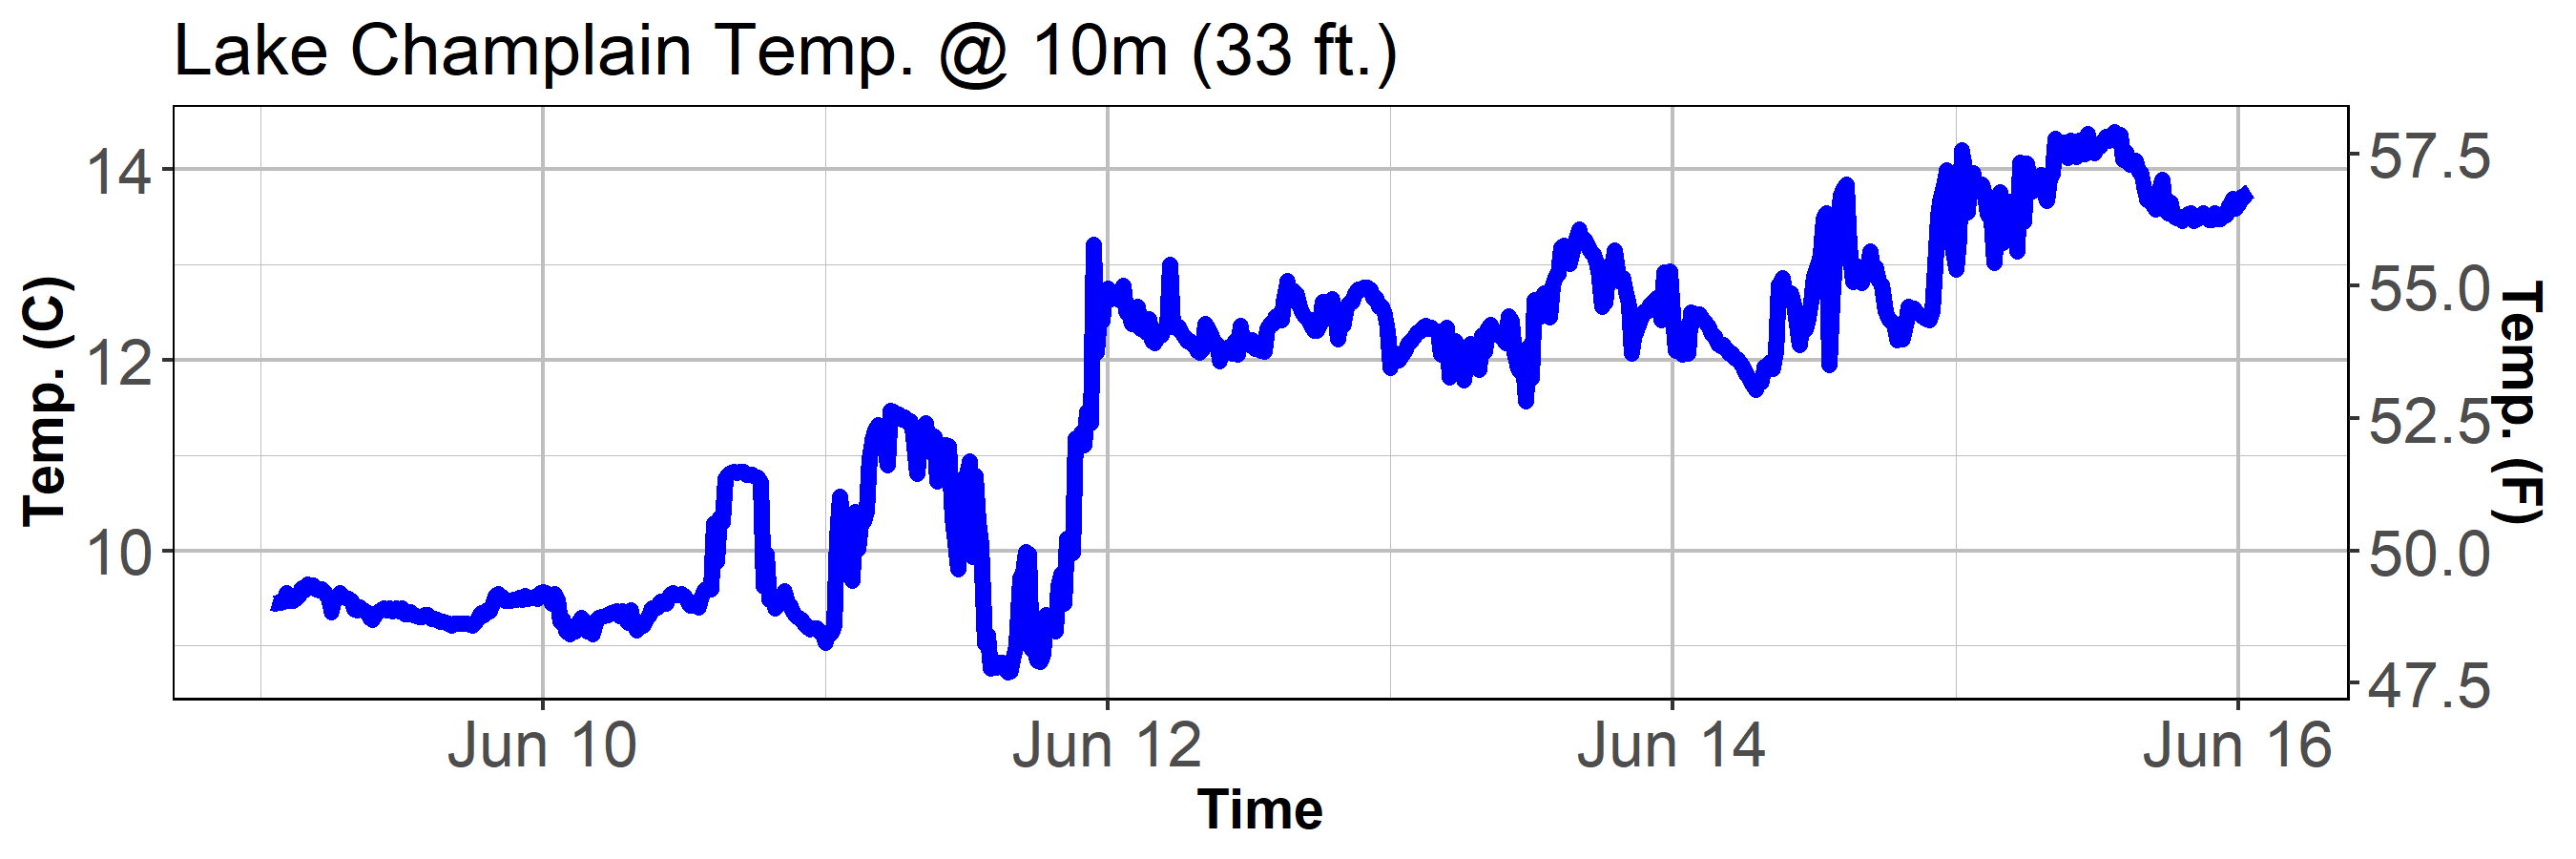 Lake Champlain Temp. @ 10m (33 ft.)
Temp. (C)
14
12
10
57.5
55.0
52.5
50.0
47.5
Temp. (F)
Jun 10
Jun 12
Jun 14
Jun 16
Time